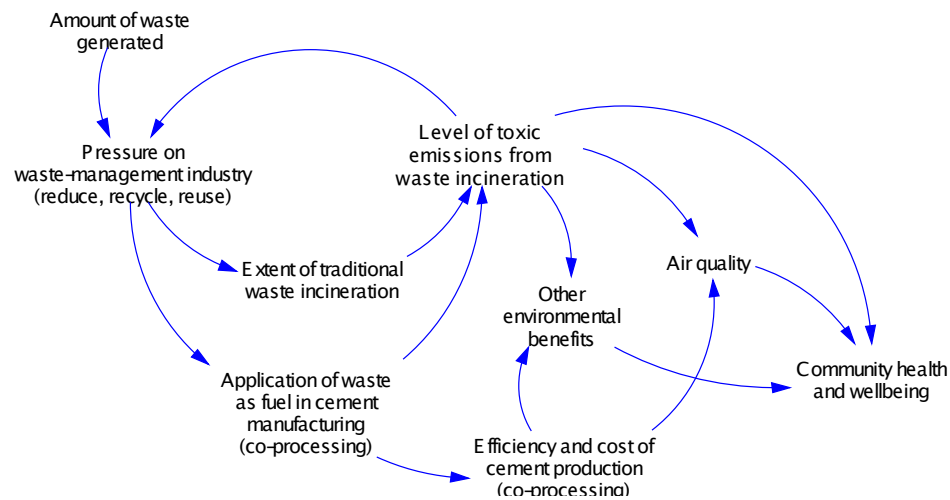 Amount of waste
generated
Pressure on
waste-management industry
(reduce, recycle, reuse)
Level of toxic
emissions from
waste incineration
Extent of traditional
waste incineration
Air quality
Other
environmental
benefits
Application of waste
as fuel in cement
manufacturing
(co-processing)
Community health
and wellbeing
Efficiency and cost of
cement production
(co-processing)